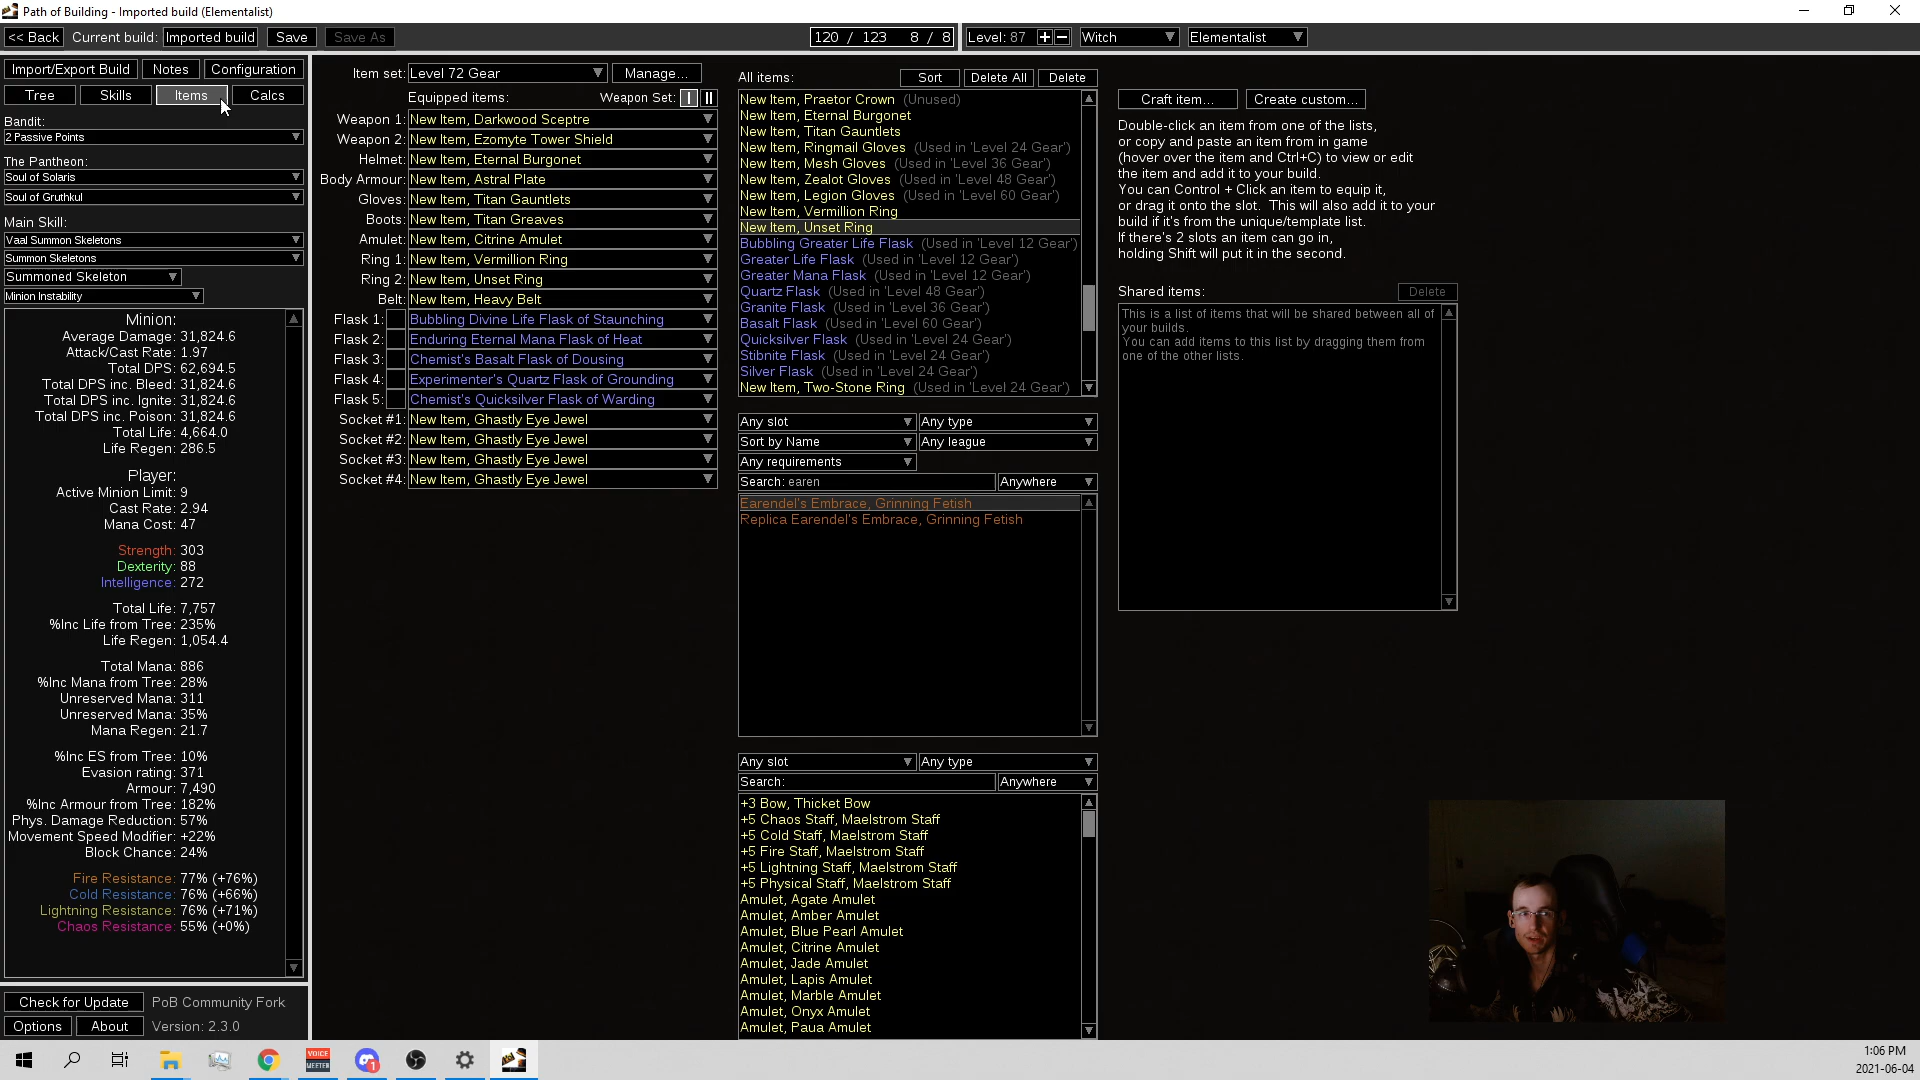 Path of Building - Imported build (Elementalist)
<< Back
Current build: Imported build
Save
Save As
120 / 123 8 / 8
Level: 87
+
−
Witch
Elementalist
Import/Export Build
Notes
Configuration
Tree
Skills
Items
Calcs
Bandit:
2 Passive Points
The Pantheon:
Soul of Solaris
Soul of Gruthkul
Main Skill:
Vaal Summon Skeletons
Summon Skeletons
Summoned Skeleton
Minion Instability
Minion:
Average Damage: 31,824.6
Attack/Cast Rate: 1.97
Total DPS: 62,694.5
Total DPS inc. Bleed: 31,824.6
Total DPS inc. Ignite: 31,824.6
Total DPS inc. Poison: 31,824.6
Total Life: 4,664.0
Life Regen: 286.5
Player:
Active Minion Limit: 9
Cast Rate: 2.94
Mana Cost: 47
Strength: 303
Dexterity: 88
Intelligence: 272
Total Life: 7,757
%Inc Life from Tree: 235%
Life Regen: 1,054.4
Total Mana: 886
%Inc Mana from Tree: 28%
Unreserved Mana: 311
Unreserved Mana: 35%
Mana Regen: 21.7
%Inc ES from Tree: 10%
Evasion rating: 371
Armour: 7,490
%Inc Armour from Tree: 182%
Phys. Damage Reduction: 57%
Movement Speed Modifier: +22%
Block Chance: 24%
Fire Resistance: 77% (+76%)
Cold Resistance: 76% (+66%)
Lightning Resistance: 76% (+71%)
Chaos Resistance: 55% (+0%)
Check for Update
PoB Community Fork
Options
About
Version: 2.3.0
Item set: Level 72 Gear
Manage...
Equipped items:
Weapon Set: I II
Weapon 1: New Item, Darkwood Sceptre
Weapon 2: New Item, Ezomyte Tower Shield
Helmet: New Item, Eternal Burgonet
Body Armour: New Item, Astral Plate
Gloves: New Item, Titan Gauntlets
Boots: New Item, Titan Greaves
Amulet: New Item, Citrine Amulet
Ring 1: New Item, Vermillion Ring
Ring 2: New Item, Unset Ring
Belt: New Item, Heavy Belt
Flask 1: Bubbling Divine Life Flask of Staunching
Flask 2: Enduring Eternal Mana Flask of Heat
Flask 3: Chemist's Basalt Flask of Dousing
Flask 4: Experimenter's Quartz Flask of Grounding
Flask 5: Chemist's Quicksilver Flask of Warding
Socket #1: New Item, Ghastly Eye Jewel
Socket #2: New Item, Ghastly Eye Jewel
Socket #3: New Item, Ghastly Eye Jewel
Socket #4: New Item, Ghastly Eye Jewel
All items:
Sort
Delete All
Delete
New Item, Praetor Crown (Unused)
New Item, Eternal Burgonet
New Item, Titan Gauntlets
New Item, Ringmail Gloves (Used in 'Level 24 Gear')
New Item, Mesh Gloves (Used in 'Level 36 Gear')
New Item, Zealot Gloves (Used in 'Level 48 Gear')
New Item, Legion Gloves (Used in 'Level 60 Gear')
New Item, Vermillion Ring
New Item, Unset Ring
Bubbling Greater Life Flask (Used in 'Level 12 Gear')
Greater Life Flask (Used in 'Level 12 Gear')
Greater Mana Flask (Used in 'Level 12 Gear')
Quartz Flask (Used in 'Level 48 Gear')
Granite Flask (Used in 'Level 36 Gear')
Basalt Flask (Used in 'Level 60 Gear')
Quicksilver Flask (Used in 'Level 24 Gear')
Stibnite Flask (Used in 'Level 24 Gear')
Silver Flask (Used in 'Level 24 Gear')
New Item, Two-Stone Ring (Used in 'Level 24 Gear')
Any slot
Any type
Sort by Name
Any league
Any requirements
Search: earen
Anywhere
Earendel's Embrace, Grinning Fetish
Replica Earendel's Embrace, Grinning Fetish
Any slot
Any type
Search:
Anywhere
+3 Bow, Thicket Bow
+5 Chaos Staff, Maelstrom Staff
+5 Cold Staff, Maelstrom Staff
+5 Fire Staff, Maelstrom Staff
+5 Lightning Staff, Maelstrom Staff
+5 Physical Staff, Maelstrom Staff
Amulet, Agate Amulet
Amulet, Amber Amulet
Amulet, Blue Pearl Amulet
Amulet, Citrine Amulet
Amulet, Jade Amulet
Amulet, Lapis Amulet
Amulet, Marble Amulet
Amulet, Onyx Amulet
Amulet, Paua Amulet
Craft item...
Create custom...
Double-click an item from one of the lists,
or copy and paste an item from in game
(hover over the item and Ctrl+C) to view or edit
the item and add it to your build.
You can Control + Click an item to equip it,
or drag it onto the slot. This will also add it to your
build if it's from the unique/template list.
If there's 2 slots an item can go in,
holding Shift will put it in the second.
Shared items:
Delete
This is a list of items that will be shared between all of
your builds.
You can add items to this list by dragging them from
one of the other lists.
VOICE
MEETER
1
1:06 PM
2021-06-04